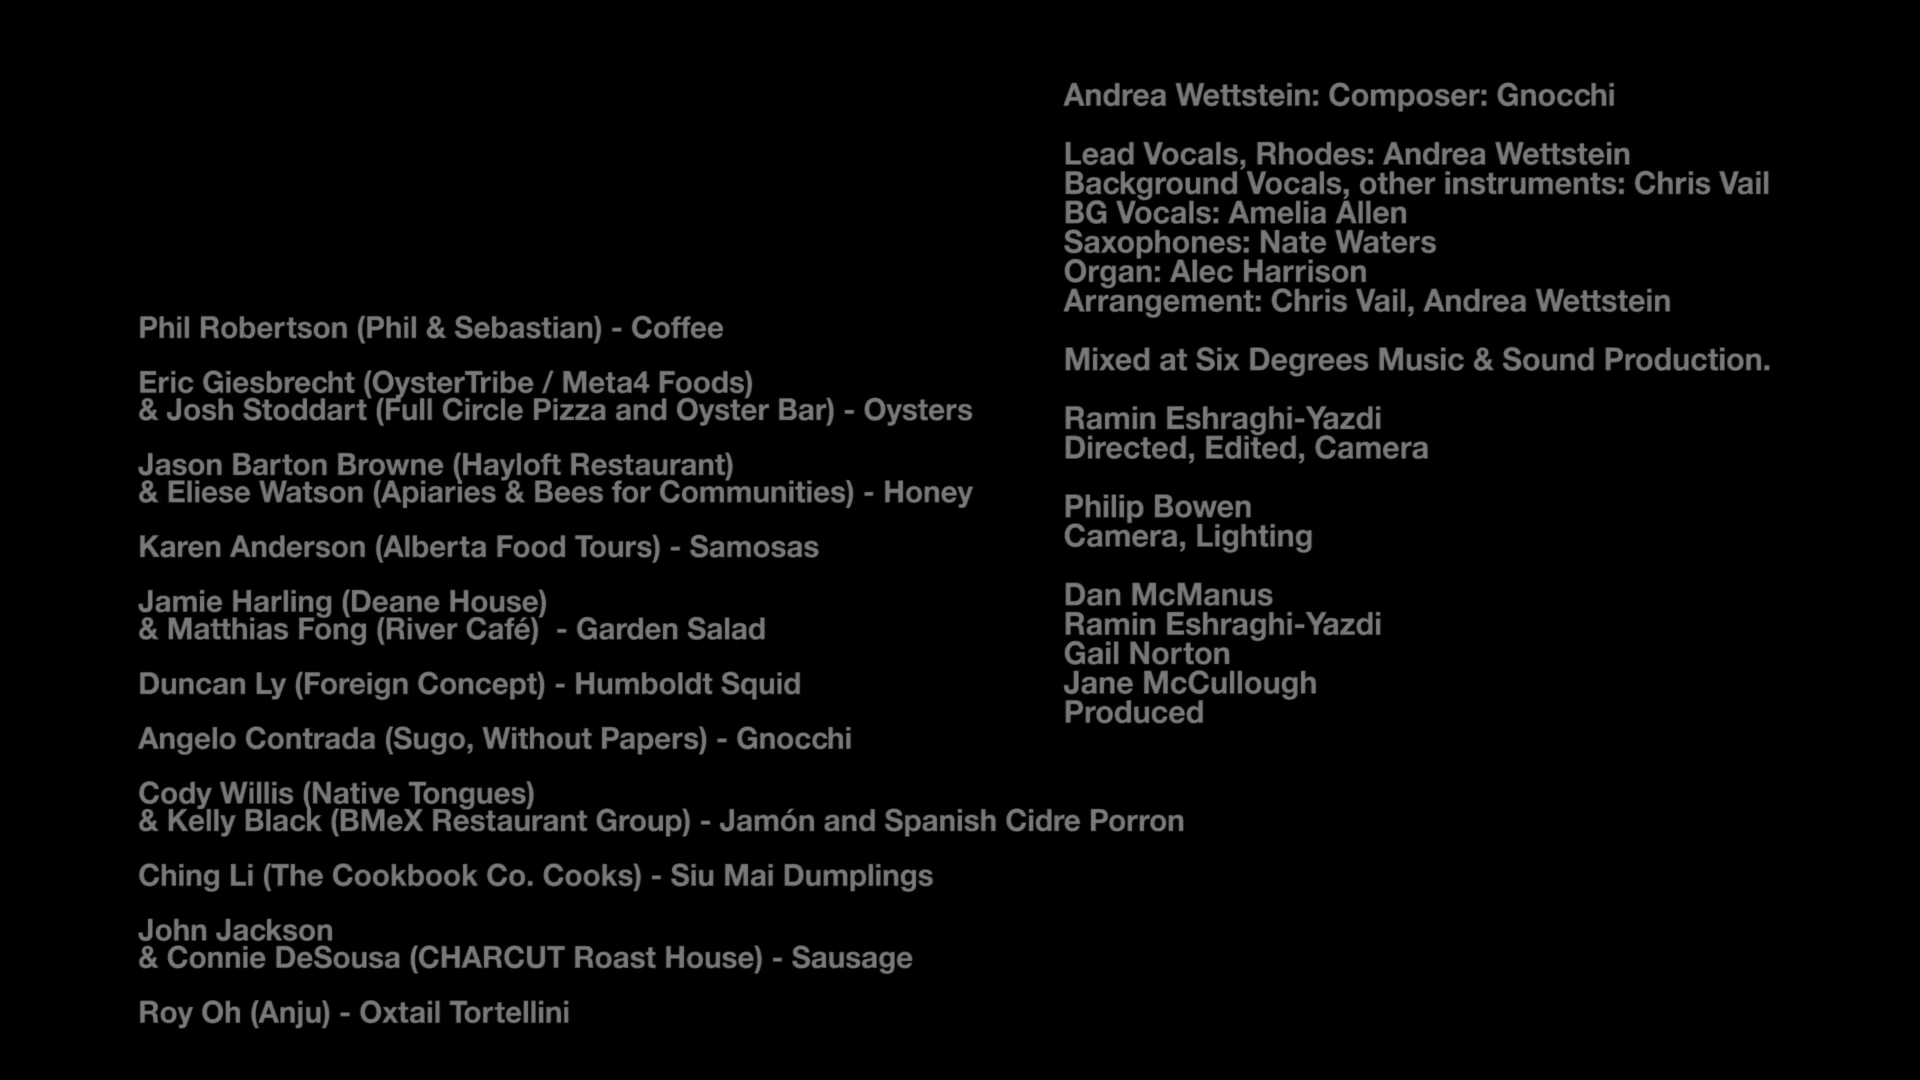 Phil Robertson (Phil & Sebastian) - Coffee
Eric Giesbrecht (OysterTribe / Meta4 Foods)
& Josh Stoddart (Full Circle Pizza and Oyster Bar) - Oysters
Jason Barton Browne (Hayloft Restaurant)
& Eliese Watson (Apiaries & Bees for Communities) - Honey
Karen Anderson (Alberta Food Tours) - Samosas
Jamie Harling (Deane House)
& Matthias Fong (River Café)  - Garden Salad
Duncan Ly (Foreign Concept) - Humboldt Squid
Angelo Contrada (Sugo, Without Papers) - Gnocchi
Cody Willis (Native Tongues)
& Kelly Black (BMeX Restaurant Group) - Jamón and Spanish Cidre Porron
Ching Li (The Cookbook Co. Cooks) - Siu Mai Dumplings
John Jackson
& Connie DeSousa (CHARCUT Roast House) - Sausage
Roy Oh (Anju) - Oxtail Tortellini
Andrea Wettstein: Composer: Gnocchi
Lead Vocals, Rhodes: Andrea Wettstein
Background Vocals, other instruments: Chris Vail
BG Vocals: Amelia Allen
Saxophones: Nate Waters
Organ: Alec Harrison
Arrangement: Chris Vail, Andrea Wettstein
Mixed at Six Degrees Music & Sound Production.
Ramin Eshraghi-Yazdi
Directed, Edited, Camera
Philip Bowen
Camera, Lighting
Dan McManus
Ramin Eshraghi-Yazdi
Gail Norton
Jane McCullough
Produced